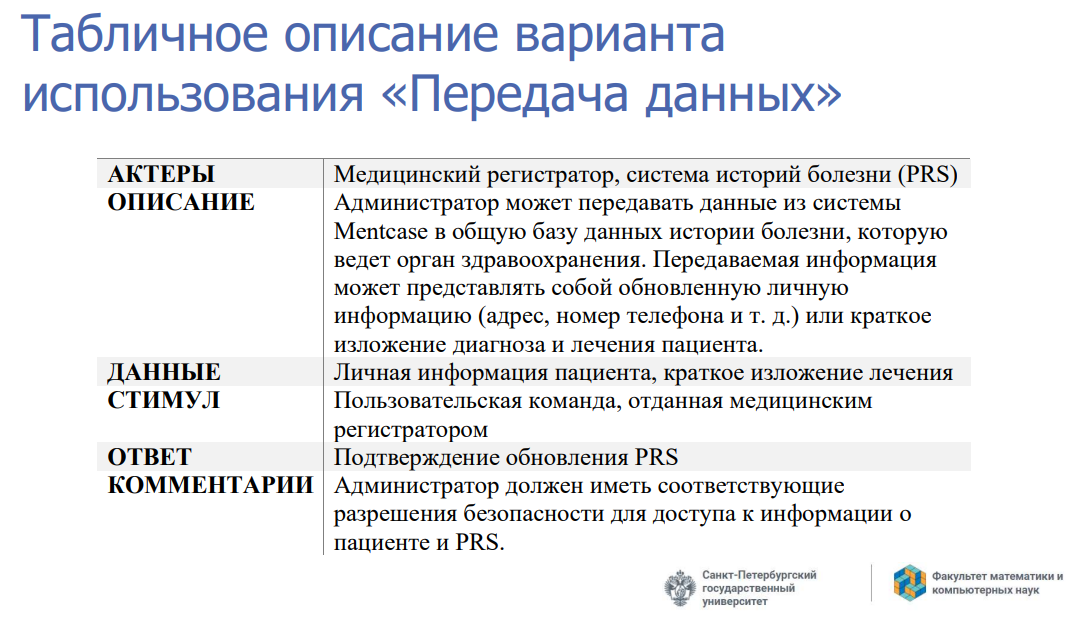 Табличное описание варианта
использования «Передача данных»
АКТЕРЫ Медицинский регистратор, система историй болезни (PRS)
ОПИСАНИЕ Администратор может передавать данные из системы
Mentcase в общую базу данных истории болезни, которую
ведет орган здравоохранения. Передаваемая информация
может представлять собой обновленную личную
информацию (адрес, номер телефона и т. д.) или краткое
изложение диагноза и лечения пациента.
ДАННЫЕ Личная информация пациента, краткое изложение лечения
СТИМУЛ Пользовательская команда, отданная медицинским
регистратором
ОТВЕТ Подтверждение обновления PRS
КОММЕНТАРИИ Администратор должен иметь соответствующие
разрешения безопасности для доступа к информации о
пациенте и PRS.
Санкт-Петербургский
государственный
университет
Факультет математики и
компьютерных наук